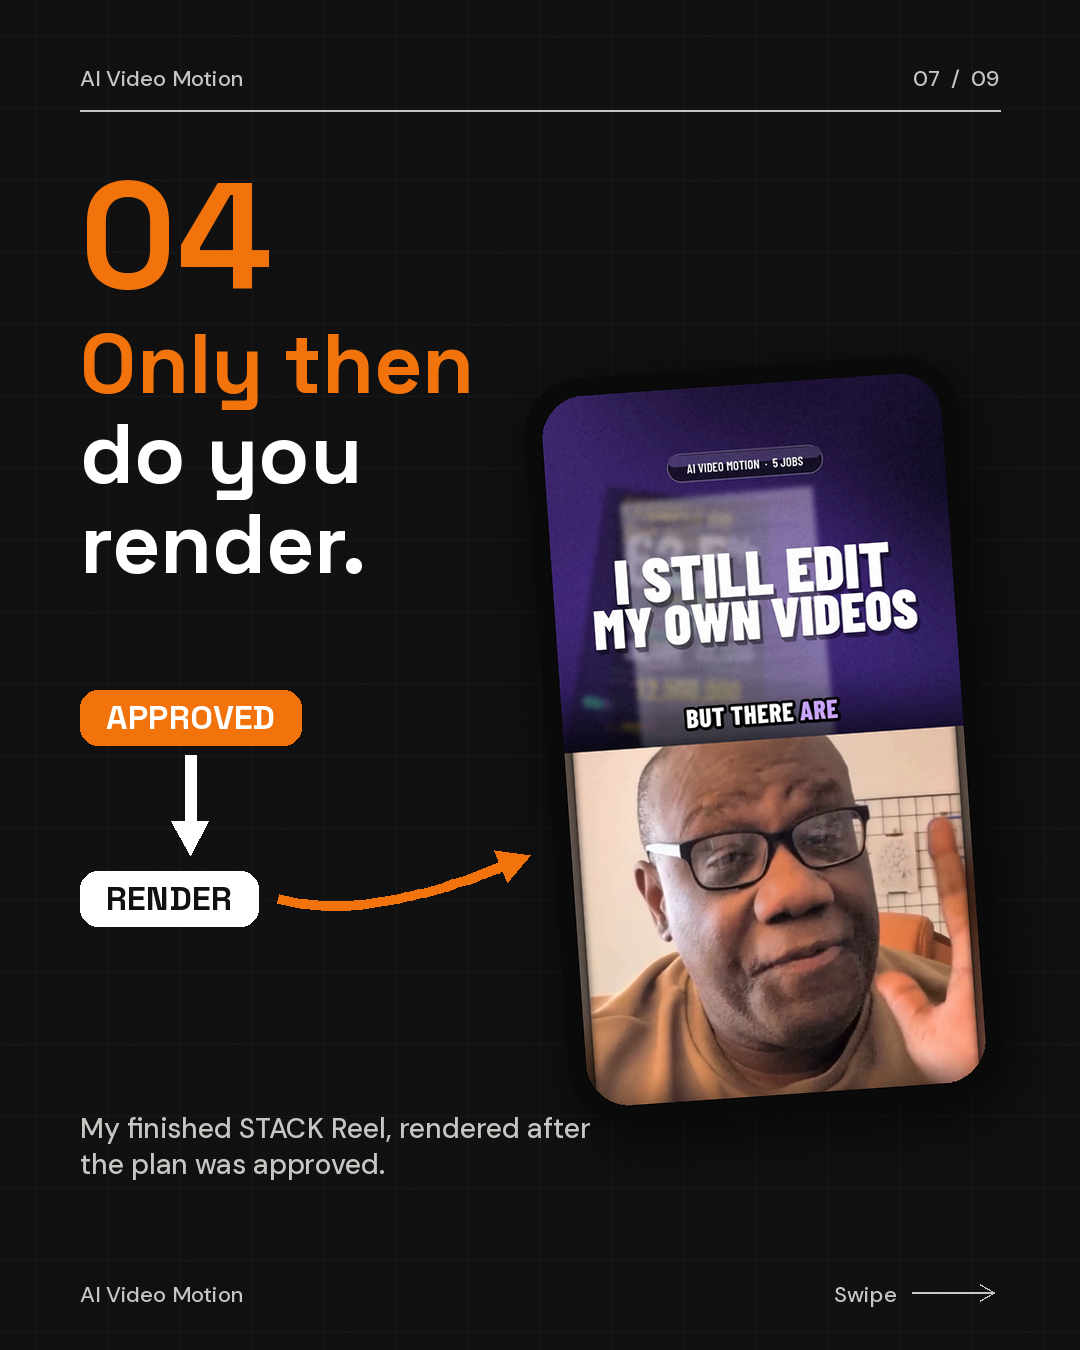 AI Video Motion
07 / 09
04
Only then
do you
render.
AI VIDEO MOTION · 5 JOBS
I STILL EDIT
MY OWN VIDEOS
BUT THERE ARE
APPROVED
RENDER
My finished STACK Reel, rendered after
the plan was approved.
AI Video Motion
Swipe